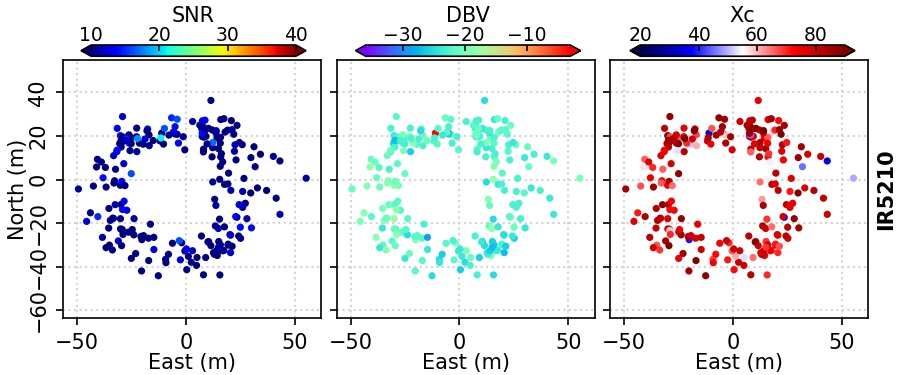 SNR DBV Xc
10 20 30 40 −30 −20 −10 20 40 60 80
North (m)
40
20
0
−20
−40
−60
−50 0 50 −50 0 50 −50 0 50
East (m) East (m) East (m)
IR5210